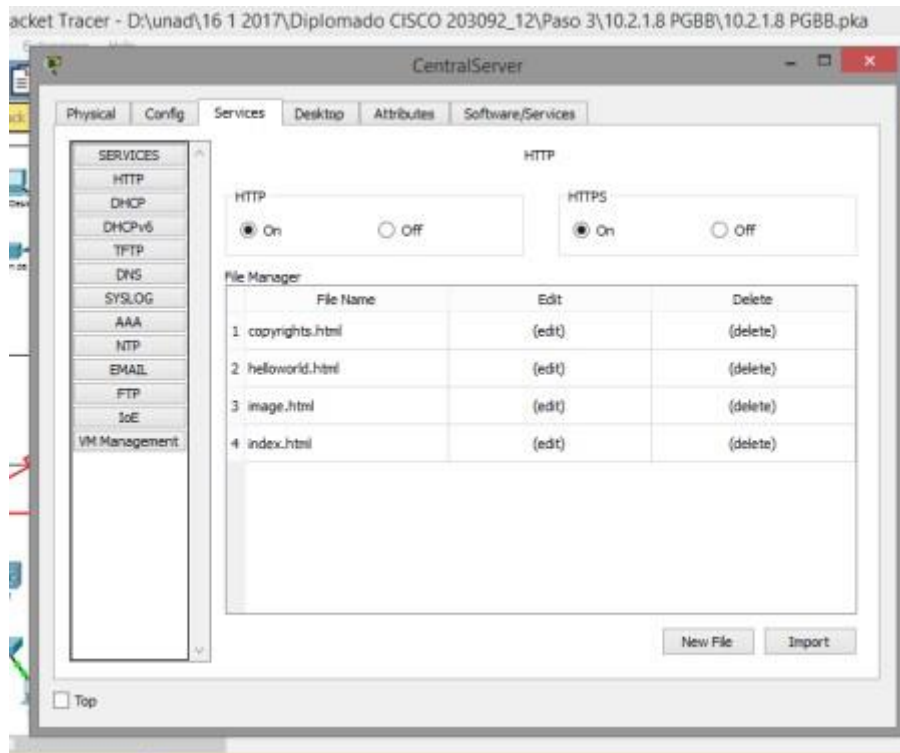 acket Tracer - D:\unad\16 1 2017\Diplomado CISCO 203092_12\Paso 3\10.2.1.8 PGBB\10.2.1.8 PGBB.pka
CentralServer
Physical Config Services Desktop Attributes Software/Services
SERVICES
HTTP
DHCP
DHCPv6
TFTP
DNS
SYSLOG
AAA
NTP
EMAIL
FTP
IoE
VM Management
HTTP
HTTP HTTPS
On Off On Off
File Manager
File Name Edit Delete
1 copyrights.html (edit) (delete)
2 helloworld.html (edit) (delete)
3 image.html (edit) (delete)
4 index.html (edit) (delete)
New File Import
Top